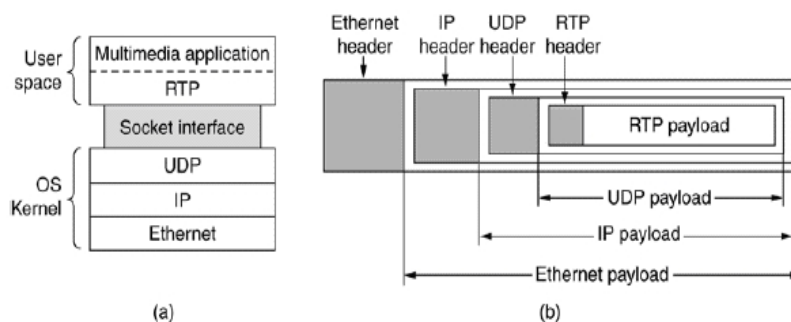 Ethernet header
IP header
UDP header
RTP header
User space
Multimedia application
RTP
Socket interface
OS Kernel
UDP
IP
Ethernet
RTP payload
UDP payload
IP payload
Ethernet payload
(a)
(b)